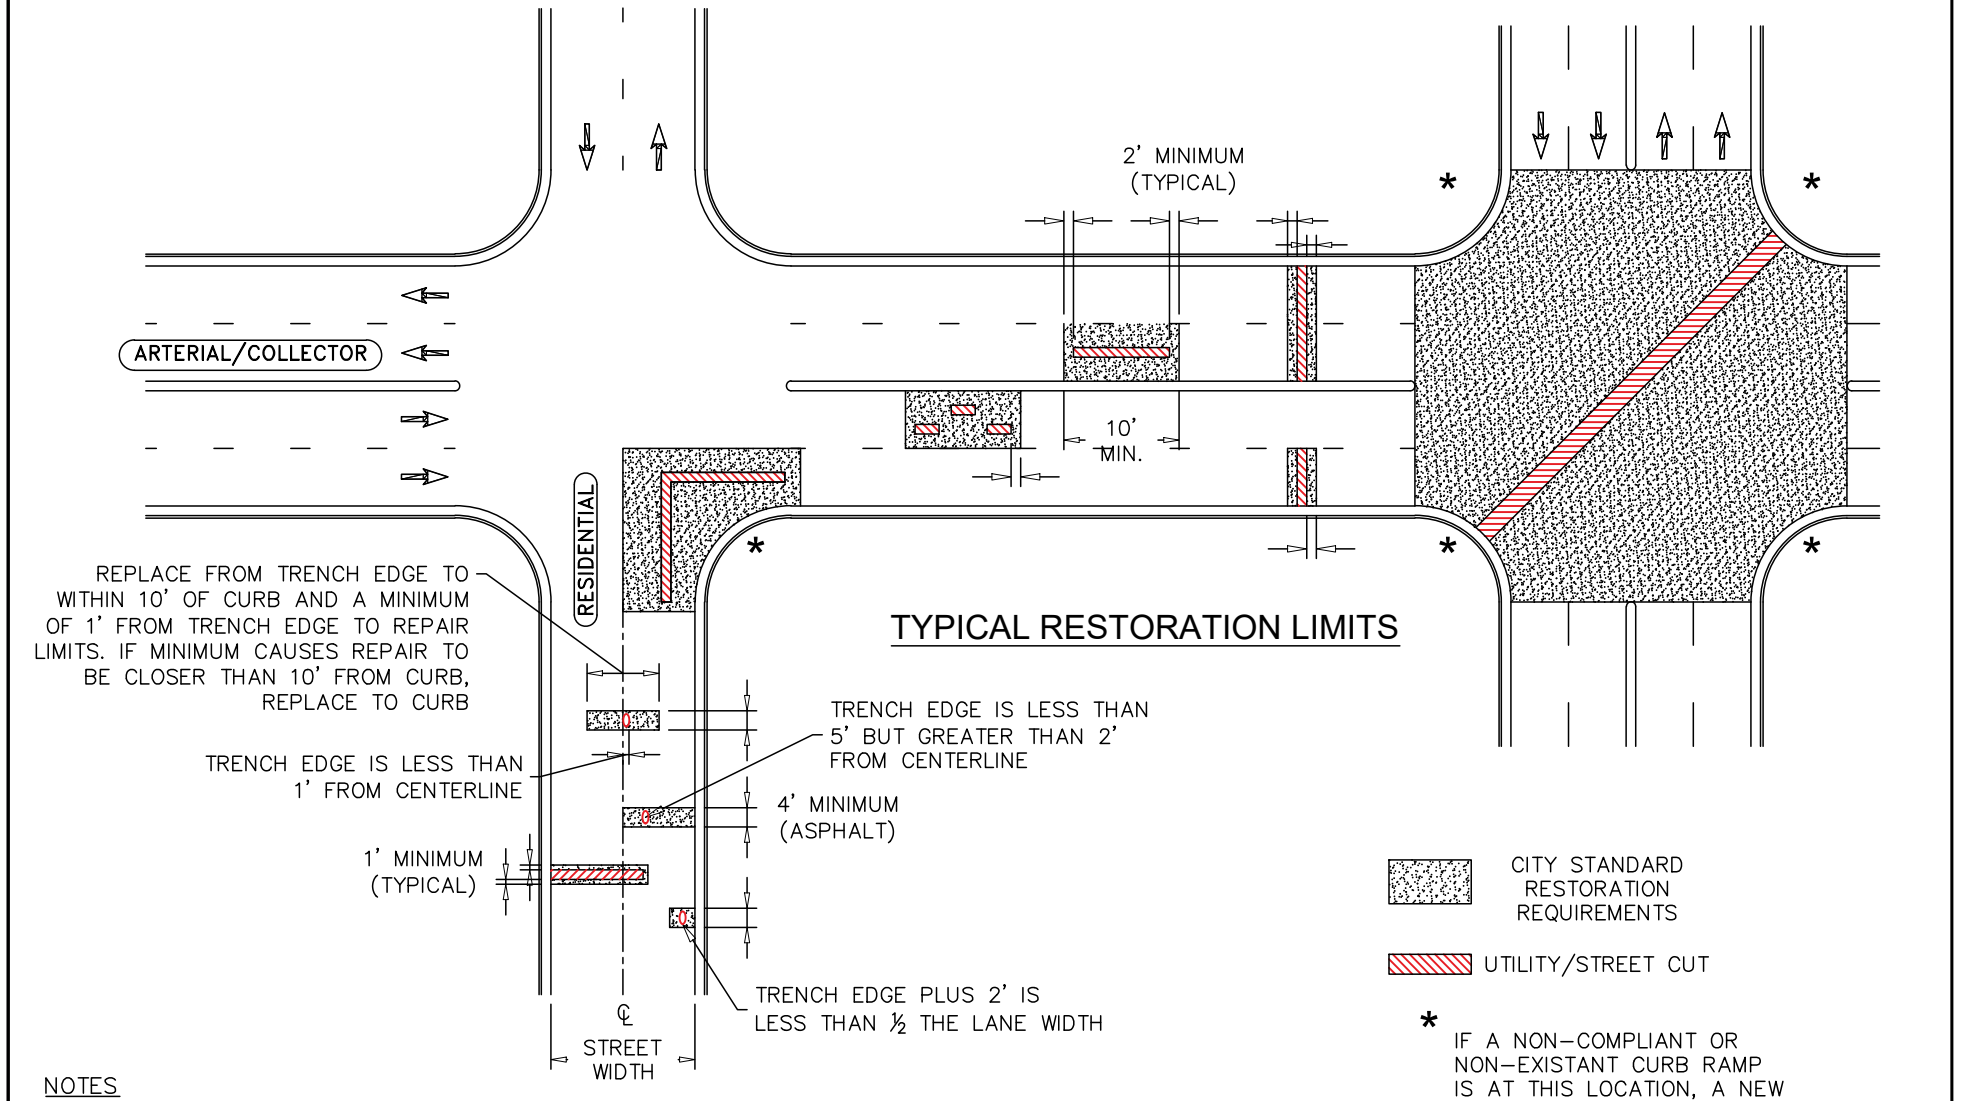 2' MINIMUM
(TYPICAL)
*
*
ARTERIAL/COLLECTOR
10'
MIN.
RESIDENTIAL
*
*
*
REPLACE FROM TRENCH EDGE TO
WITHIN 10' OF CURB AND A MINIMUM
OF 1' FROM TRENCH EDGE TO REPAIR
LIMITS. IF MINIMUM CAUSES REPAIR TO
BE CLOSER THAN 10' FROM CURB,
REPLACE TO CURB
TYPICAL RESTORATION LIMITS
TRENCH EDGE IS LESS THAN
1' FROM CENTERLINE
TRENCH EDGE IS LESS THAN
5' BUT GREATER THAN 2'
FROM CENTERLINE
4' MINIMUM
(ASPHALT)
1' MINIMUM
(TYPICAL)
TRENCH EDGE PLUS 2' IS
LESS THAN ½ THE LANE WIDTH
℄
STREET
WIDTH
CITY STANDARD
RESTORATION
REQUIREMENTS
UTILITY/STREET CUT
*
IF A NON-COMPLIANT OR
NON-EXISTANT CURB RAMP
IS AT THIS LOCATION, A NEW
NOTES